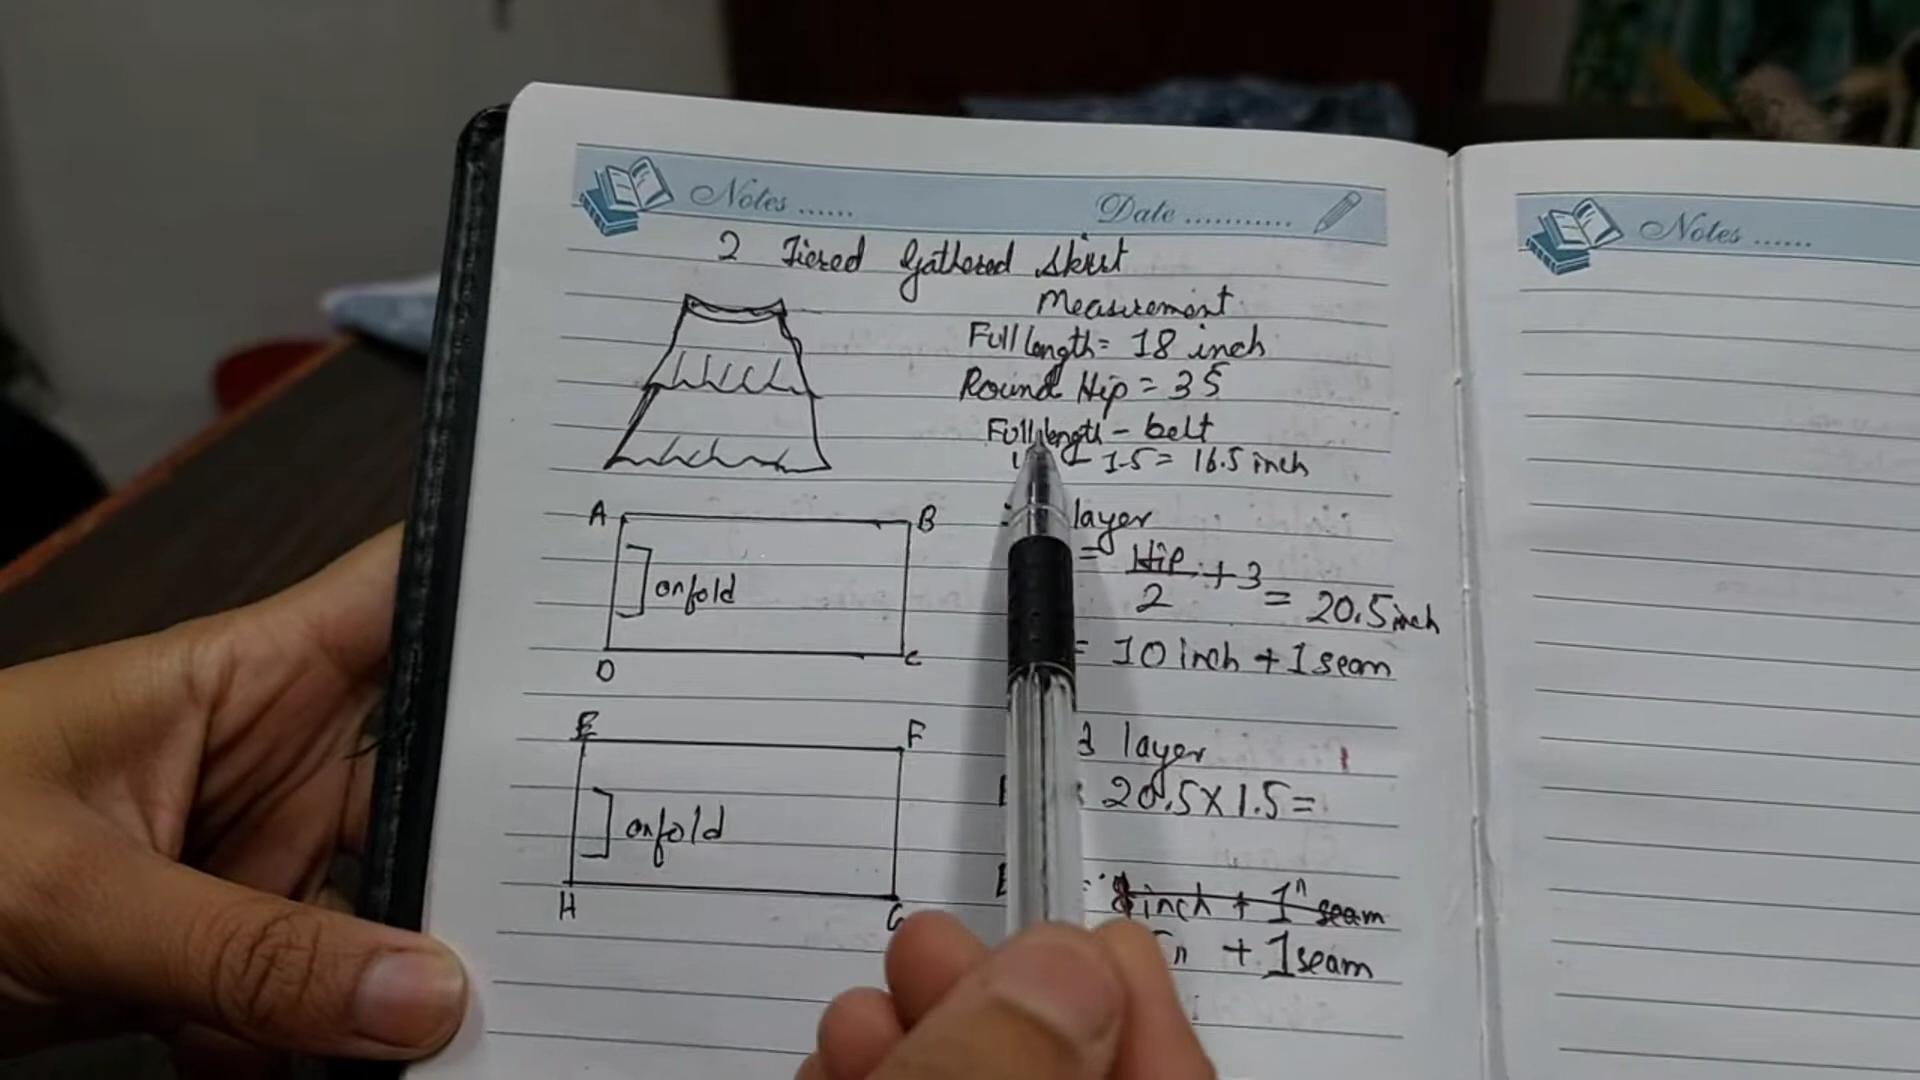 Notes ......
Date ...........
2 Tiered Gathered Skirt
Measurement
Full length = 18 inch
Round Hip = 35
Full length - belt
- 1.5 = 16.5 inch
layer
= Hip/2 + 3 = 20.5 inch
= 10 inch + 1 seam
A B
onfold
D C
layer
20.5 x 1.5 =
inch + 1" seam
+ 1 seam
E F
onfold
H G
Notes ......